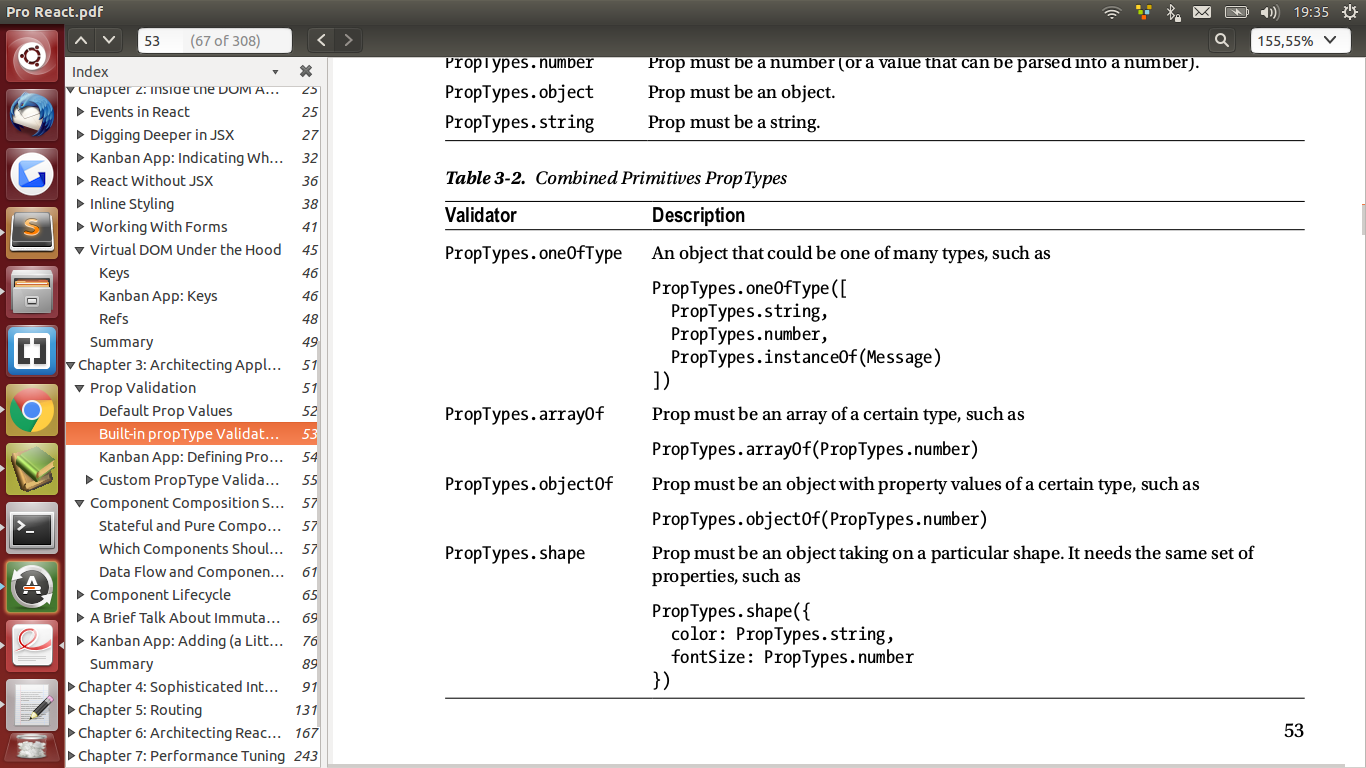 Pro React.pdf
19:35
53 (67 of 308)
155,55%
Index
Chapter 2: Inside the DOM A... 25
Events in React 25
Digging Deeper in JSX 27
Kanban App: Indicating Wh... 32
React Without JSX 36
Inline Styling 38
Working With Forms 41
Virtual DOM Under the Hood 45
Keys 46
Kanban App: Keys 46
Refs 48
Summary 49
Chapter 3: Architecting Appl... 51
Prop Validation 51
Default Prop Values 52
Built-in propType Validat... 53
Kanban App: Defining Pro... 54
Custom PropType Valida... 55
Component Composition S... 57
Stateful and Pure Compo... 57
Which Components Shoul... 57
Data Flow and Componen... 61
Component Lifecycle 65
A Brief Talk About Immuta... 69
Kanban App: Adding (a Litt... 76
Summary 89
Chapter 4: Sophisticated Int... 91
Chapter 5: Routing 131
Chapter 6: Architecting Reac... 167
Chapter 7: Performance Tuning 243
PropTypes.number Prop must be a number (or a value that can be parsed into a number).
PropTypes.object Prop must be an object.
PropTypes.string Prop must be a string.
Table 3-2. Combined Primitives PropTypes
Validator Description
PropTypes.oneOfType An object that could be one of many types, such as
PropTypes.oneOfType([
PropTypes.string,
PropTypes.number,
PropTypes.instanceOf(Message)
])
PropTypes.arrayOf Prop must be an array of a certain type, such as
PropTypes.arrayOf(PropTypes.number)
PropTypes.objectOf Prop must be an object with property values of a certain type, such as
PropTypes.objectOf(PropTypes.number)
PropTypes.shape Prop must be an object taking on a particular shape. It needs the same set of
properties, such as
PropTypes.shape({
color: PropTypes.string,
fontSize: PropTypes.number
})
53